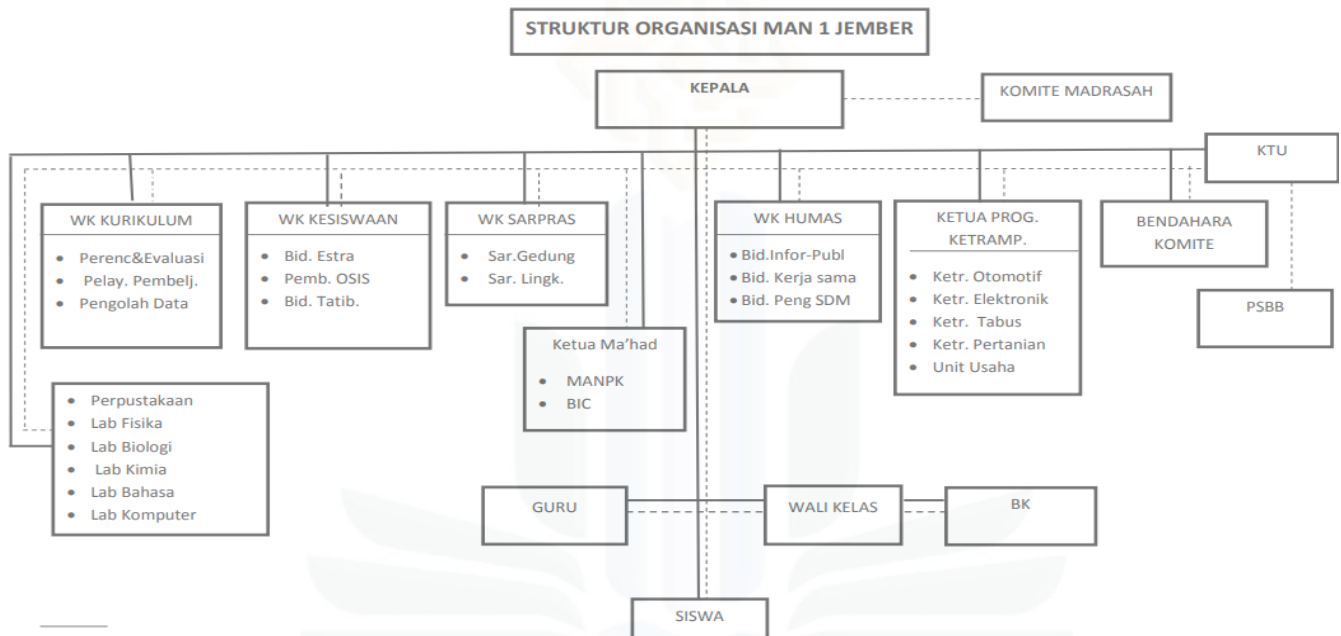 STRUKTUR ORGANISASI MAN 1 JEMBER
KEPALA
KOMITE MADRASAH
KTU
WK KURIKULUM
• Perenc&Evaluasi
• Pelay. Pembelj.
• Pengolah Data
WK KESISWAAN
• Bid. Estra
• Pemb. OSIS
• Bid. Tatib.
WK SARPRAS
• Sar.Gedung
• Sar. Lingk.
WK HUMAS
• Bid.Infor-Publ
• Bid. Kerja sama
• Bid. Peng SDM
KETUA PROG.
KETRAMP.
• Ketr. Otomotif
• Ketr. Elektronik
• Ketr. Tabus
• Ketr. Pertanian
• Unit Usaha
BENDAHARA
KOMITE
PSBB
Ketua Ma'had
• MANPK
• BIC
• Perpustakaan
• Lab Fisika
• Lab Biologi
• Lab Kimia
• Lab Bahasa
• Lab Komputer
GURU
WALI KELAS
BK
SISWA